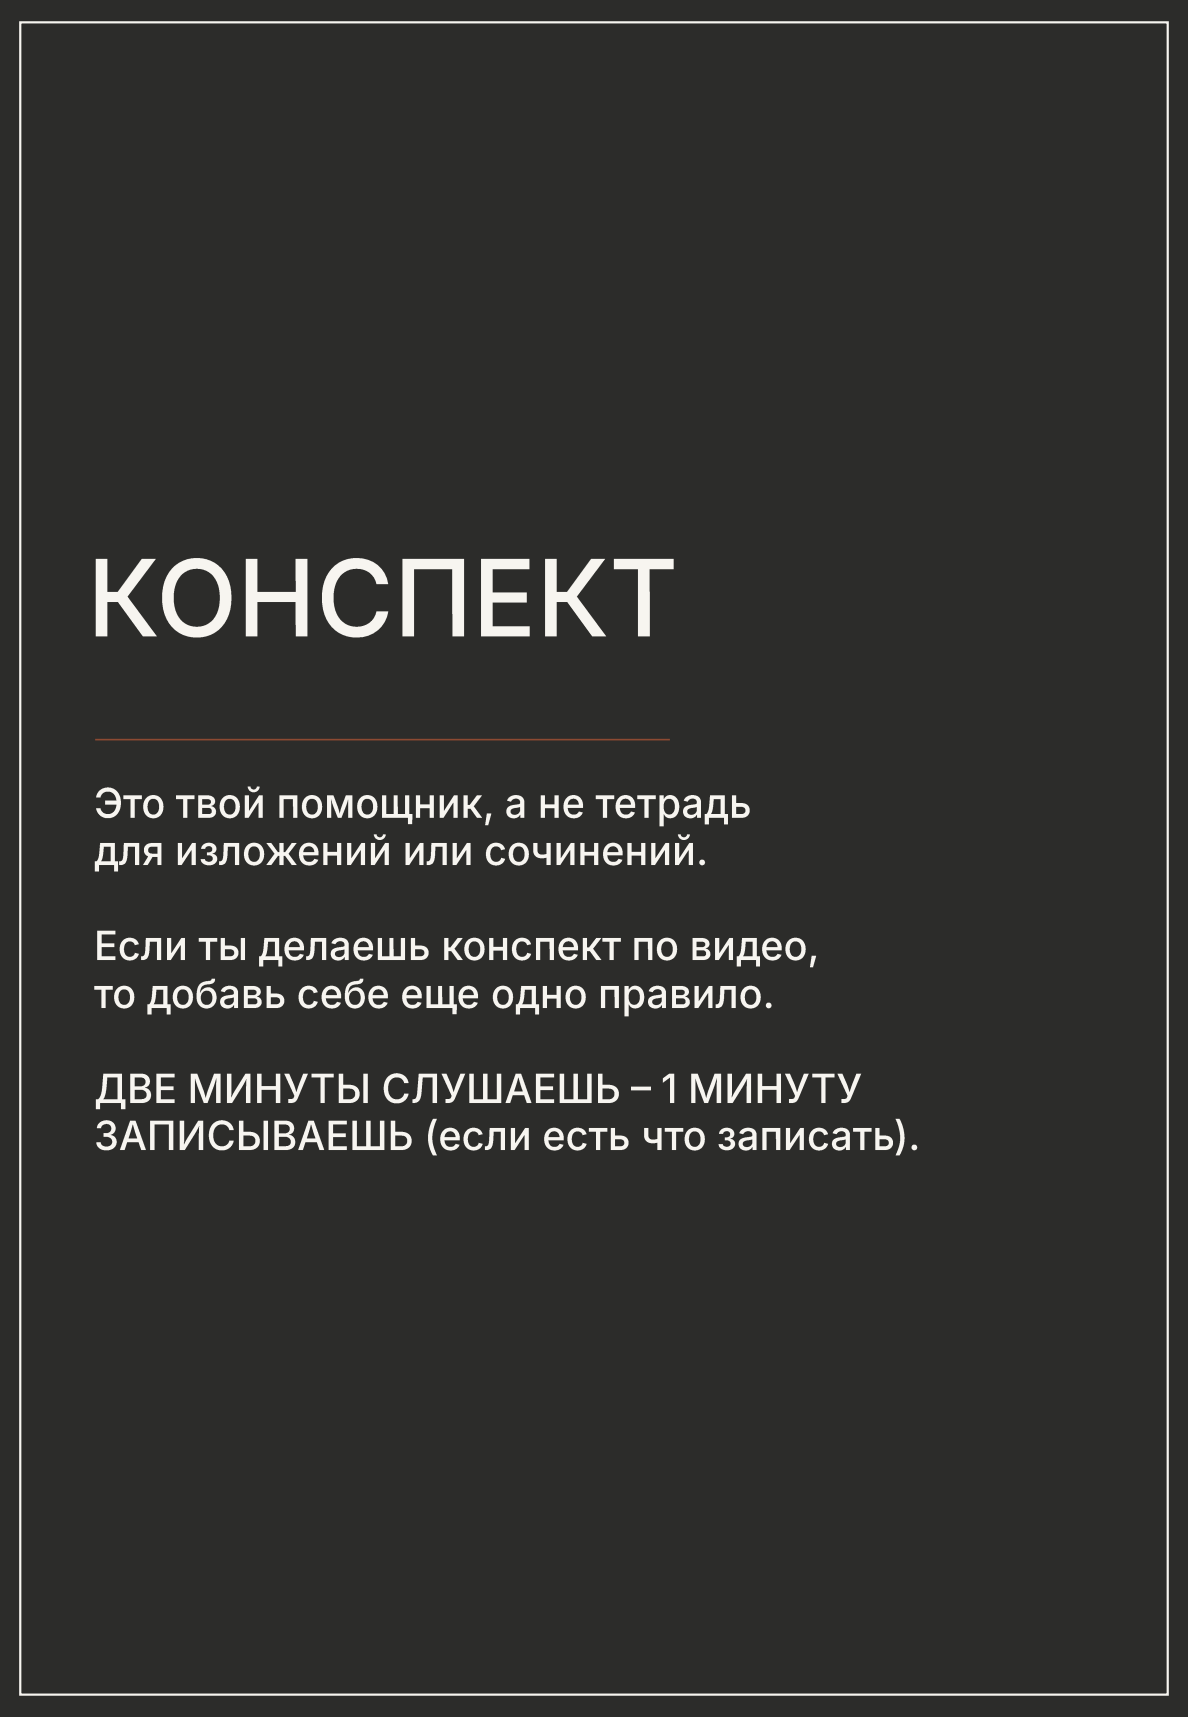 КОНСПЕКТ
Это твой помощник, а не тетрадь
для изложений или сочинений.
Если ты делаешь конспект по видео,
то добавь себе еще одно правило.
ДВЕ МИНУТЫ СЛУШАЕШЬ – 1 МИНУТУ
ЗАПИСЫВАЕШЬ (если есть что записать).